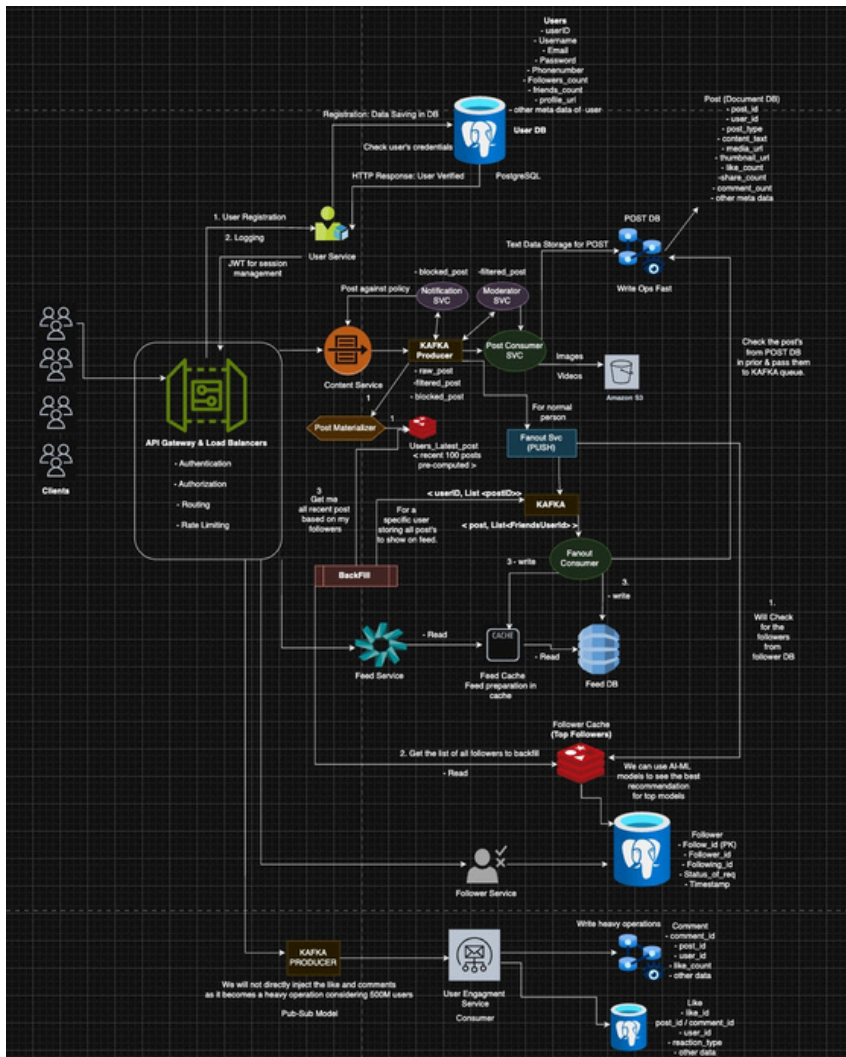 Users
- userID
- Username
- Email
- Password
- Phonenumber
- Followers_count
- friends_count
- profile_url
- other meta data of user
User DB
PostgreSQL
Registration: Data Saving in DB
Check user's credentials
HTTP Response: User Verified
Post (Document DB)
- post_id
- user_id
- post_type
- content_text
- media_url
- thumbnail_url
- like_count
-share_count
- comment_ount
- other meta data
1. User Registration
2. Logging
User Service
JWT for session
management
POST DB
Text Data Storage for POST
Write Ops Fast
- blocked_post
-filtered_post
Post against policy
Notification
SVC
Moderator
SVC
Content Service
KAFKA
Producer
Post Consumer
SVC
- raw_post
-filtered_post
- blocked_post
Images
Videos
Amazon S3
Check the post's
from POST DB
in prior & pass them
to KAFKA queue.
Clients
API Gateway & Load Balancers
- Authentication
- Authorization
- Routing
- Rate Limiting
1
Post Materializer
1
Users_Latest_post
< recent 100 posts
pre-computed >
For normal
person
Fanout Svc
(PUSH)
3
Get me
all recent post
based on my
followers
For a
specific user
storing all post's
to show on feed.
< userID, List <postID>>
KAFKA
< post, List<FriendsUserId> >
Fanout
Consumer
BackFill
3 - write
3.
- write
1.
Will Check
for the
followers
from
follower DB
Feed Service
- Read
CACHE
Feed Cache
Feed preparation in
cache
- Read
Feed DB
Follower Cache
(Top Followers)
2. Get the list of all followers to backfill
- Read
We can use AI-ML
models to see the best
recommendation
for top models
Follower
- Follow_id (PK)
- Follower_id
- Following_id
- Status_of_req
- Timestamp
Follower Service
KAFKA
PRODUCER
We will not directly inject the like and comments
as it becomes a heavy operation considering 500M users
Pub-Sub Model
User Engagment
Service
Consumer
Write heavy operations
Comment
- comment_id
- post_id
- user_id
- like_count
- other data
Like
- like_id
post_id / comment_id
- user_id
- reaction_type
- other data